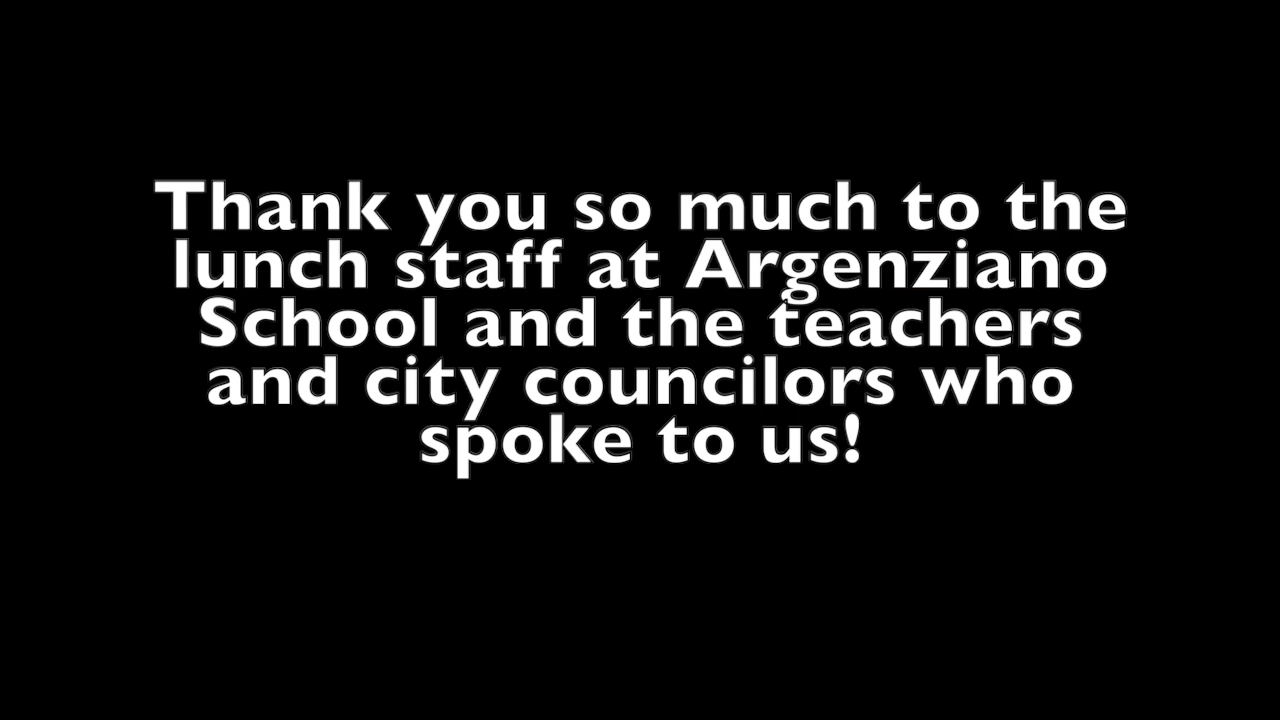 Thank you so much to the
lunch staff at Argenziano
School and the teachers
and city councilors who
spoke to us!